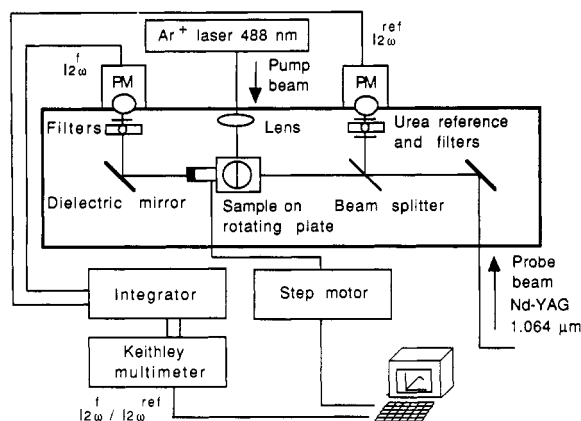 Ar+ laser 488 nm
I2ω ref
I2ω f
PM
Pump
beam
PM
Filters
Lens
Urea reference
and filters
Dielectric mirror
Sample on
rotating plate
Beam splitter
Integrator
Step motor
Probe
beam
Nd-YAG
1.064 μm
Keithley
multimeter
I2ω f / I2ω ref